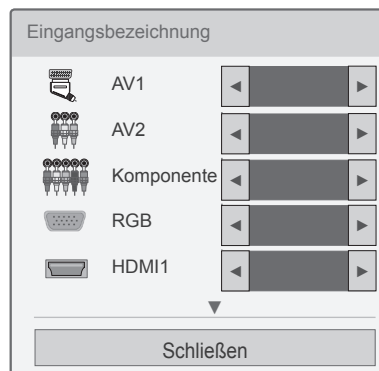 Eingangsbezeichnung
AV1
AV2
Komponente
RGB
HDMI1
Schließen